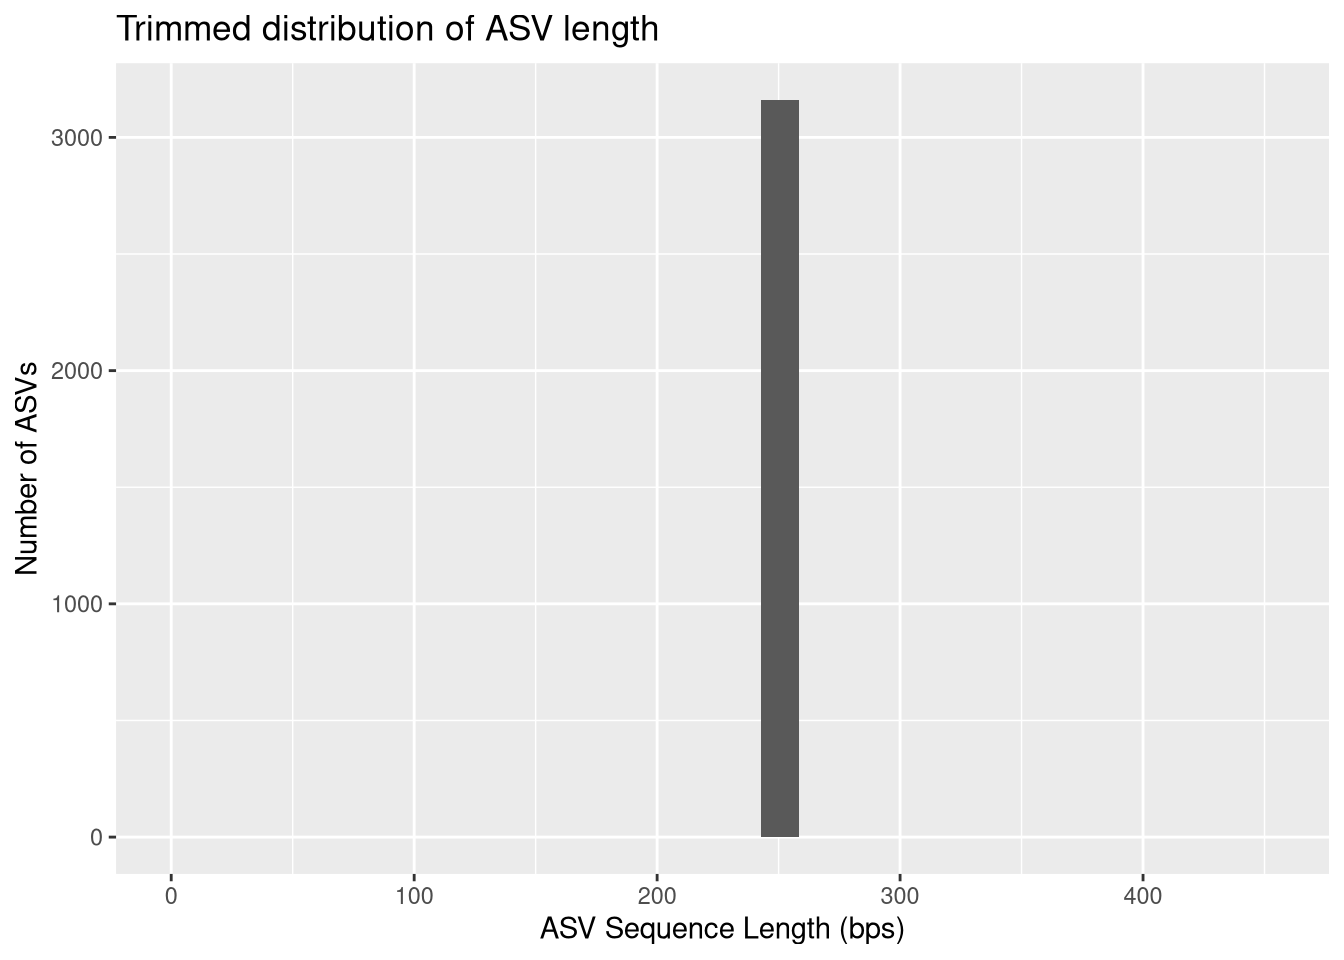 Trimmed distribution of ASV length
3000
2000
1000
0
Number of ASVs
0 100 200 300 400
ASV Sequence Length (bps)